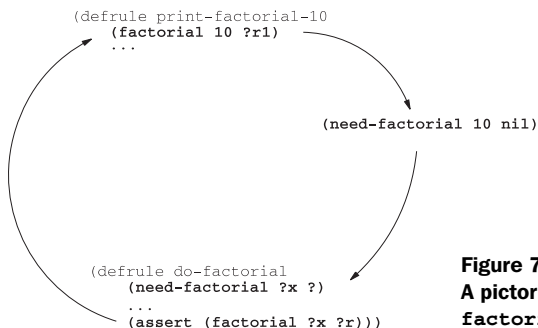 (defrule print-factorial-10
(factorial 10 ?r1)
...
(need-factorial 10 nil)
(defrule do-factorial
(need-factorial ?x ?)
...
(assert (factorial ?x ?r)))
Figure 7
A pictor
factori